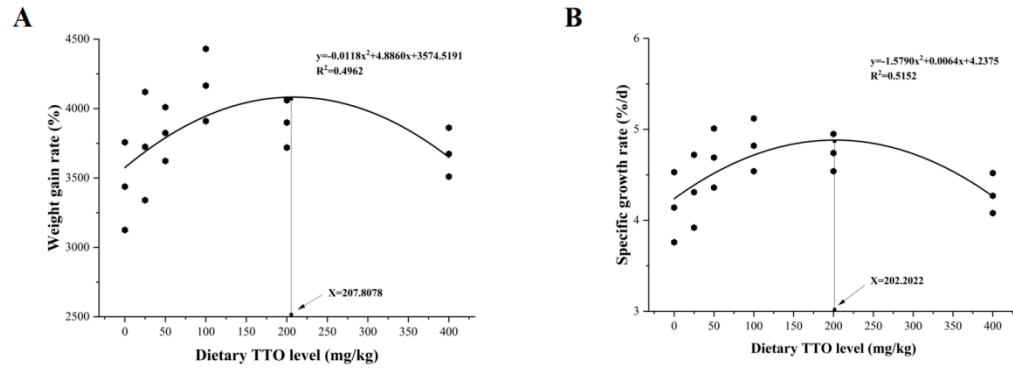 A
y=-0.0118x²+4.8860x+3574.5191
R²=0.4962
4500
4000
3500
3000
2500
Weight gain rate (%)
X=207.8078
0 50 100 150 200 250 300 350 400
Dietary TTO level (mg/kg)
B
y=-1.5790x²+0.0064x+4.2375
R²=0.5152
6
5
4
3
Specific growth rate (%/d)
X=202.2022
0 50 100 150 200 250 300 350 400
Dietary TTO level (mg/kg)